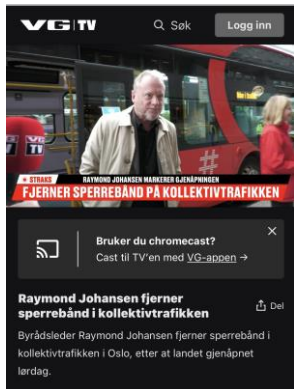 VG TV
Søk
Logg inn
VG
TV
STRAKS
RAYMOND JOHANSEN MARKERER GJENÅPNINGEN
FJERNER SPERREBÅND PÅ KOLLEKTIVTRAFIKKEN
Bruker du chromecast?
Cast til TV'en med VG-appen →
Raymond Johansen fjerner
sperrebånd i kollektivtrafikken
Del
Byrådsleder Raymond Johansen fjerner sperrebånd i
kollektivtrafikken i Oslo, etter at landet gjenåpnet
lørdag.